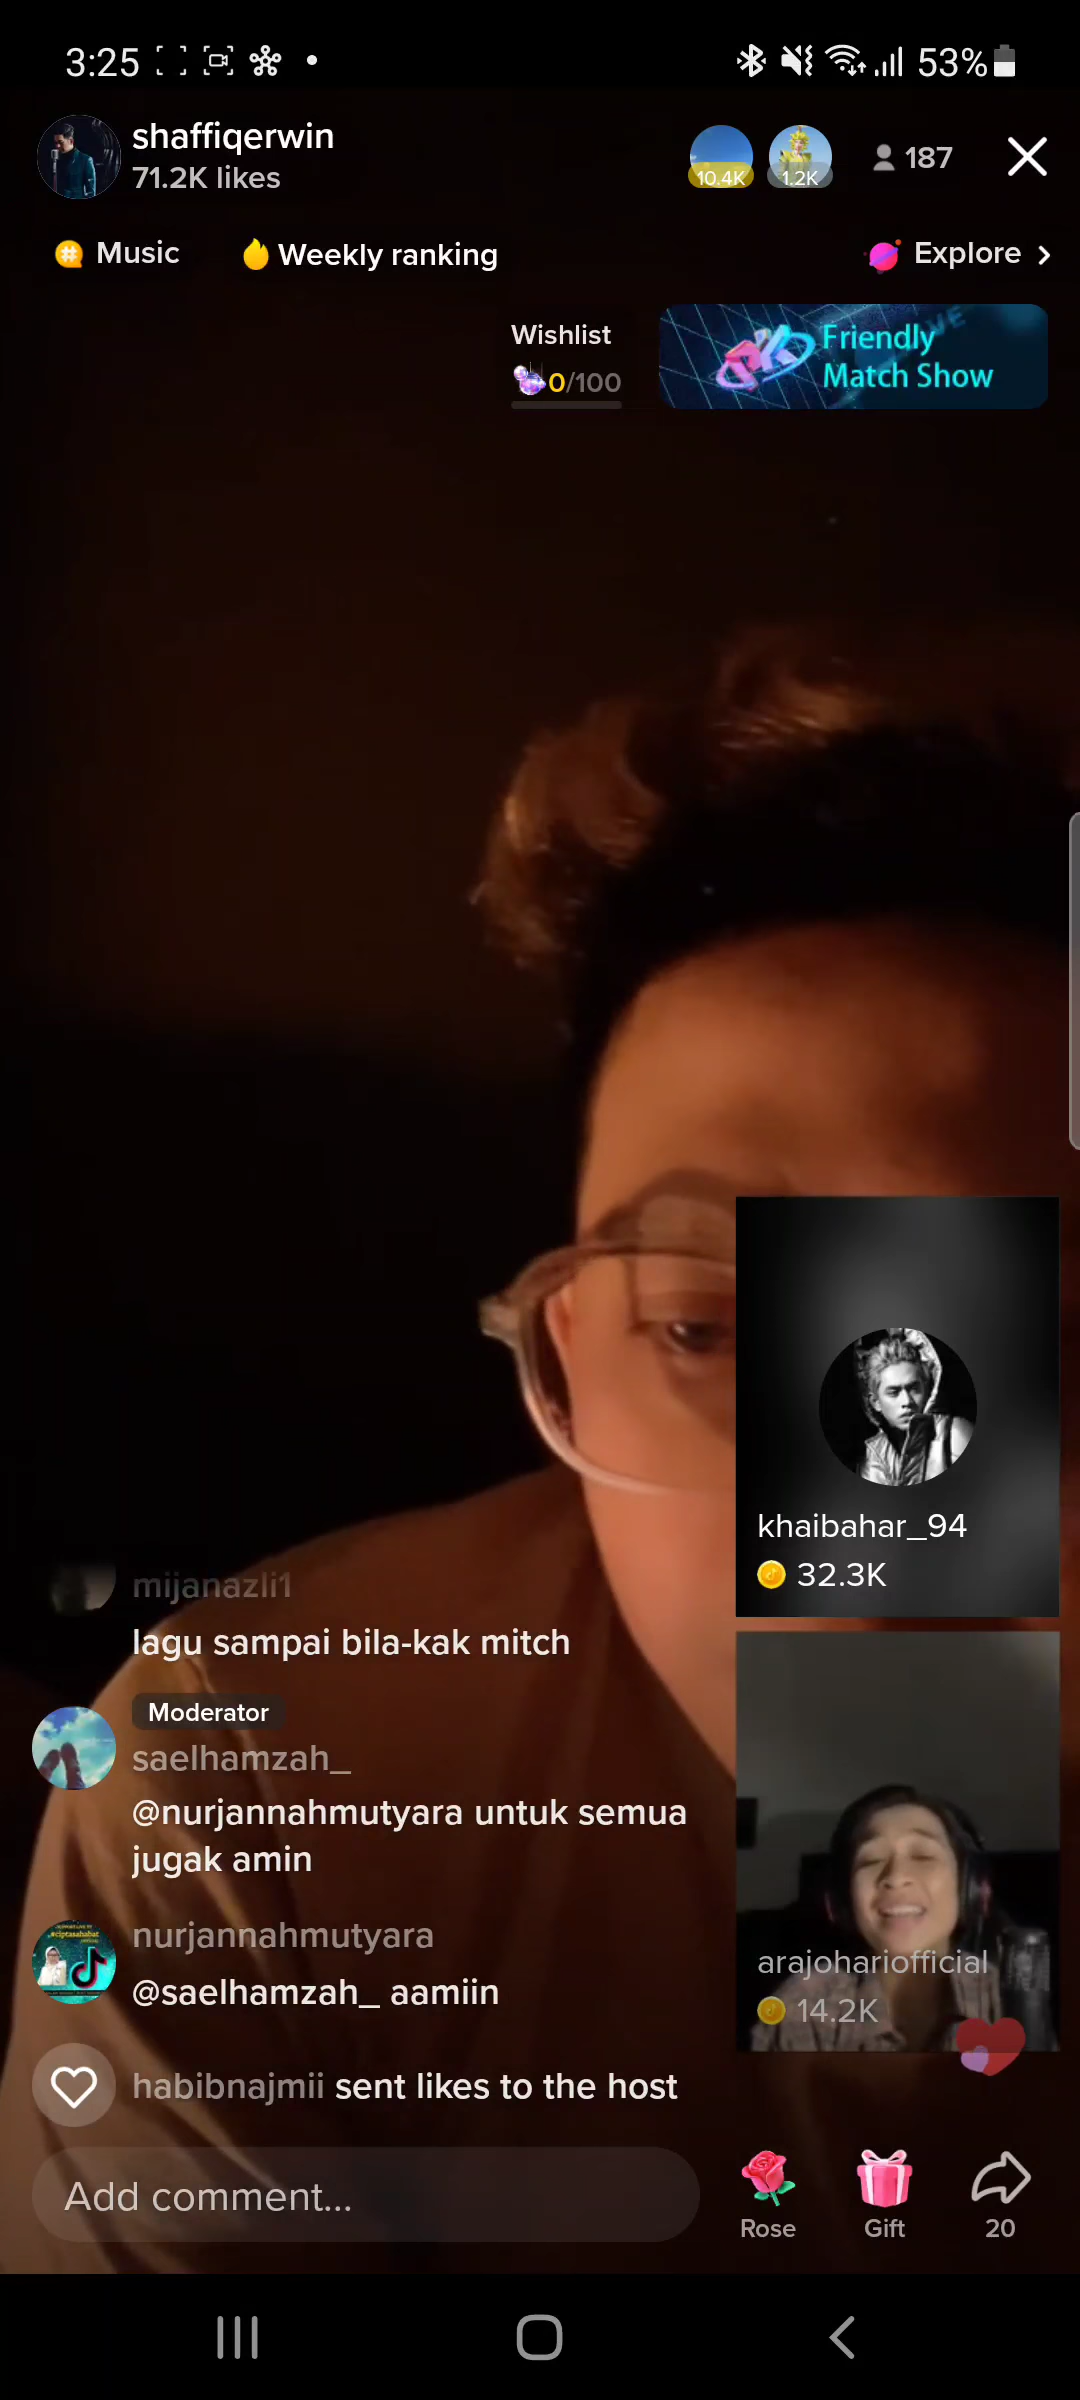 3:25
53%
shaffiqerwin
71.2K likes
10.4K
1.2K
187
Music
Weekly ranking
Explore
Wishlist
0/100
Friendly
Match Show
khaibahar_94
32.3K
mijanazli1
lagu sampai bila-kak mitch
Moderator
saelhamzah_
@nurjannahmutyara untuk semua
jugak amin
nurjannahmutyara
@saelhamzah_ aamiin
arajohariofficial
14.2K
habibnajmii sent likes to the host
Add comment...
Rose
Gift
20